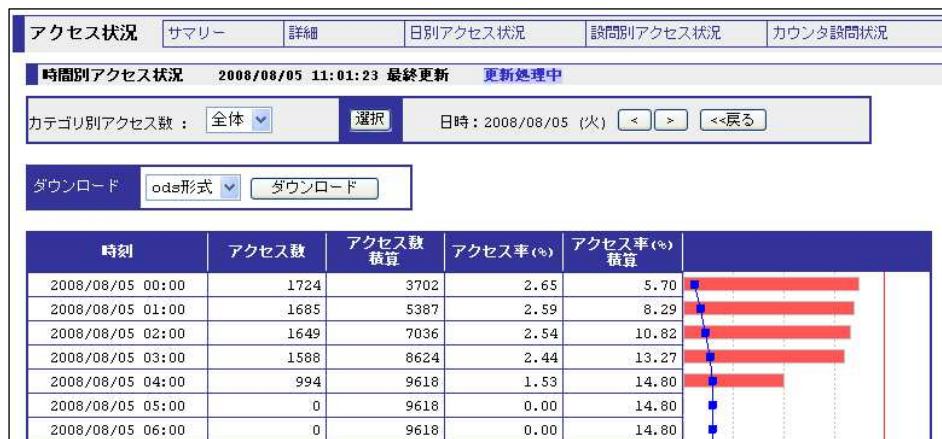 アクセス状況 サマリー 詳細 日別アクセス状況 設問別アクセス状況 カウンタ設問状況
時間別アクセス状況 2008/08/05 11:01:23 最終更新 更新処理中
カテゴリ別アクセス数 : 全体 選択 日時:2008/08/05 (火) < > <<戻る
ダウンロード ods形式 ダウンロード
時刻 アクセス数 アクセス数 積算 アクセス率(%) アクセス率(%) 積算
2008/08/05 00:00 1724 3702 2.65 5.70
2008/08/05 01:00 1685 5387 2.59 8.29
2008/08/05 02:00 1649 7036 2.54 10.82
2008/08/05 03:00 1588 8624 2.44 13.27
2008/08/05 04:00 994 9618 1.53 14.80
2008/08/05 05:00 0 9618 0.00 14.80
2008/08/05 06:00 0 9618 0.00 14.80